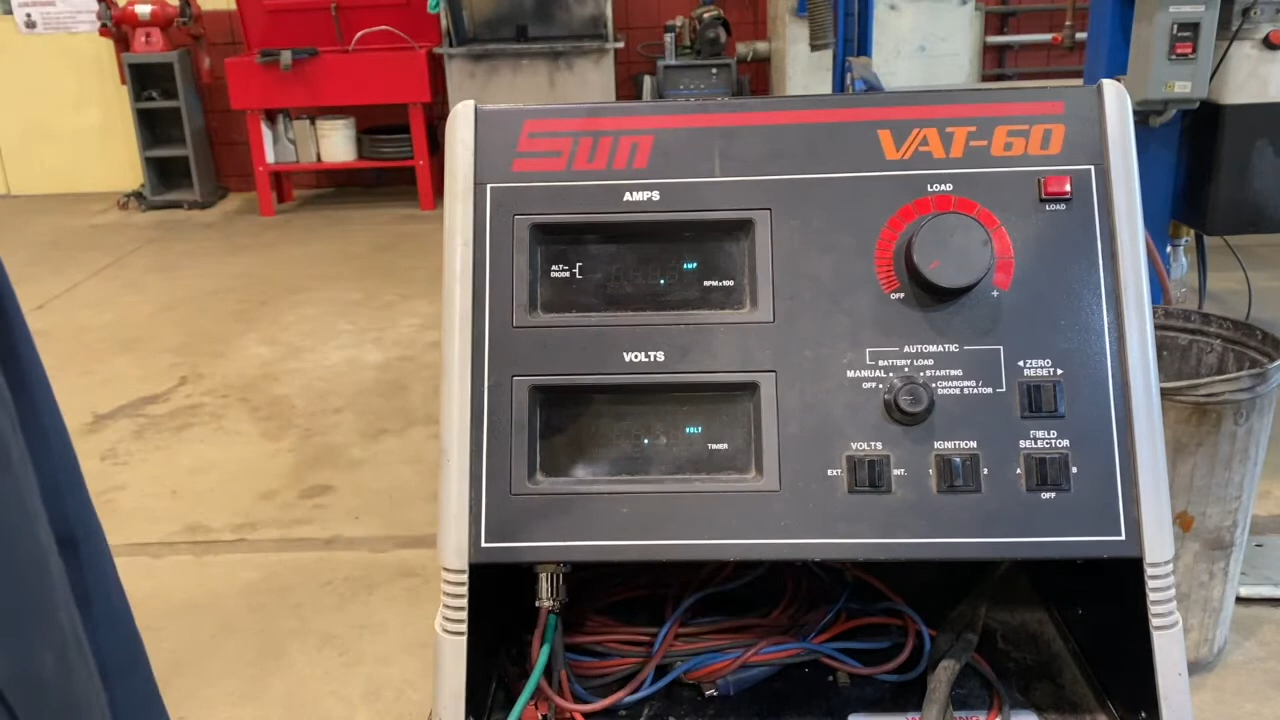 Sun
VAT-60
AMPS
ALT-
DIODE
AMP
RPMx100
LOAD
OFF
+
LOAD
VOLTS
VOLT
TIMER
AUTOMATIC
BATTERY LOAD
MANUAL
STARTING
OFF
CHARGING /
DIODE STATOR
ZERO
RESET
VOLTS
EXT.
INT.
IGNITION
1
2
FIELD
SELECTOR
A
B
OFF
WARNING